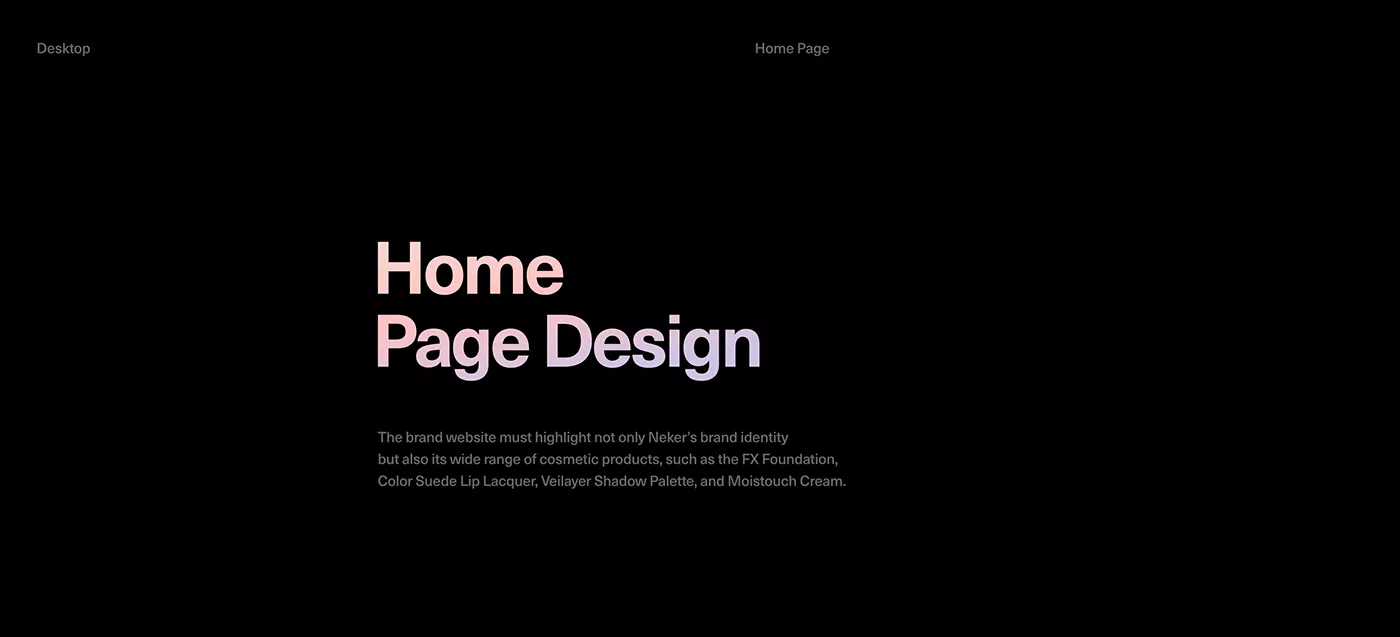 Desktop
Home Page
Home
Page Design
The brand website must highlight not only Neker’s brand identity
but also its wide range of cosmetic products, such as the FX Foundation,
Color Suede Lip Lacquer, Veilayer Shadow Palette, and Moistouch Cream.